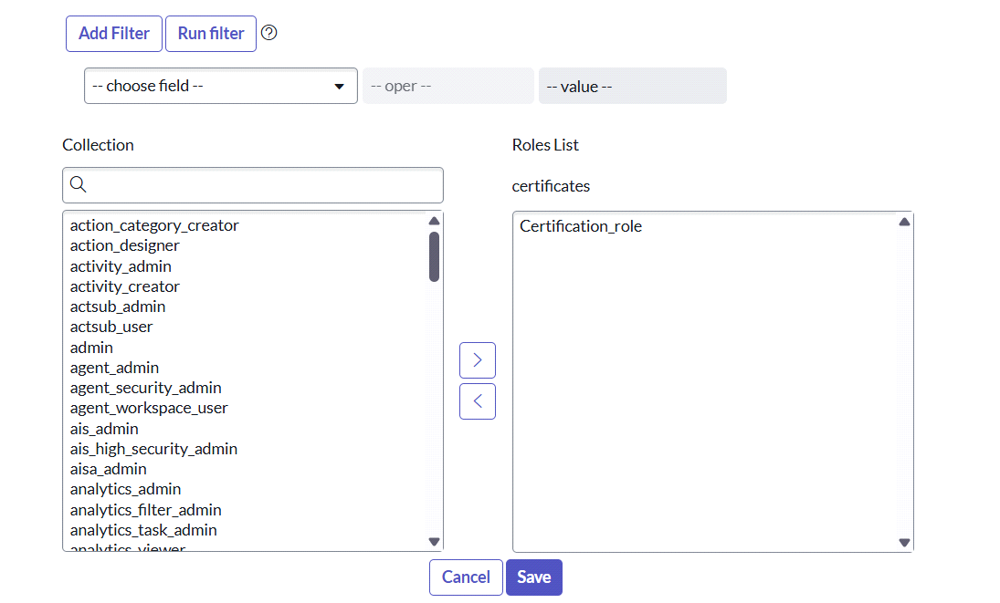 Add Filter Run filter ?
-- choose field -- -- oper -- -- value --
Collection
action_category_creator
action_designer
activity_admin
activity_creator
actsub_admin
actsub_user
admin
agent_admin
agent_security_admin
agent_workspace_user
ais_admin
ais_high_security_admin
aisa_admin
analytics_admin
analytics_filter_admin
analytics_task_admin
analytics_viewer
Roles List
certificates
Certification_role
Cancel Save